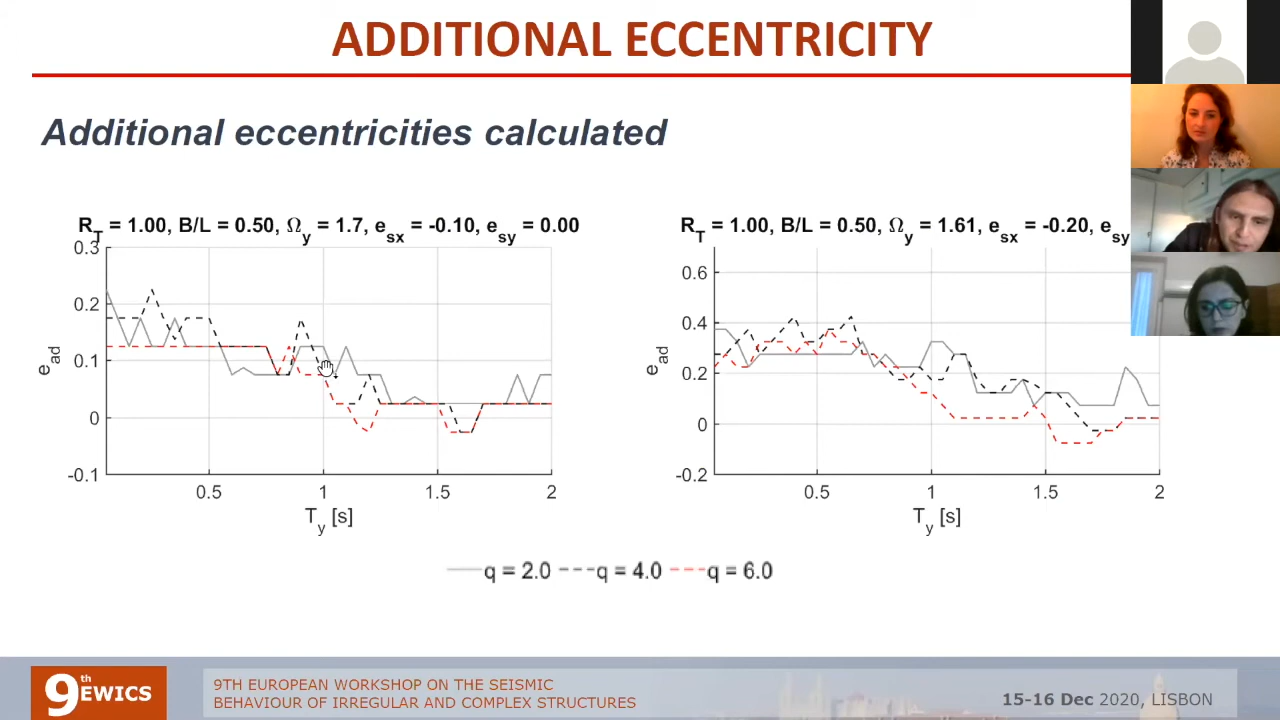 ADDITIONAL ECCENTRICITY
Additional eccentricities calculated
R_T = 1.00, B/L = 0.50, Ω_y = 1.7, e_sx = -0.10, e_sy = 0.00
0.3
0.2
0.1
0
-0.1
e_ad
0.5
1
1.5
2
T_y [s]
R_T = 1.00, B/L = 0.50, Ω_y = 1.61, e_sx = -0.20, e_sy
0.6
0.4
0.2
0
-0.2
e_ad
0.5
1
1.5
2
T_y [s]
q = 2.0 q = 4.0 q = 6.0
9th EWICS
9TH EUROPEAN WORKSHOP ON THE SEISMIC
BEHAVIOUR OF IRREGULAR AND COMPLEX STRUCTURES
15-16 Dec 2020, LISBON